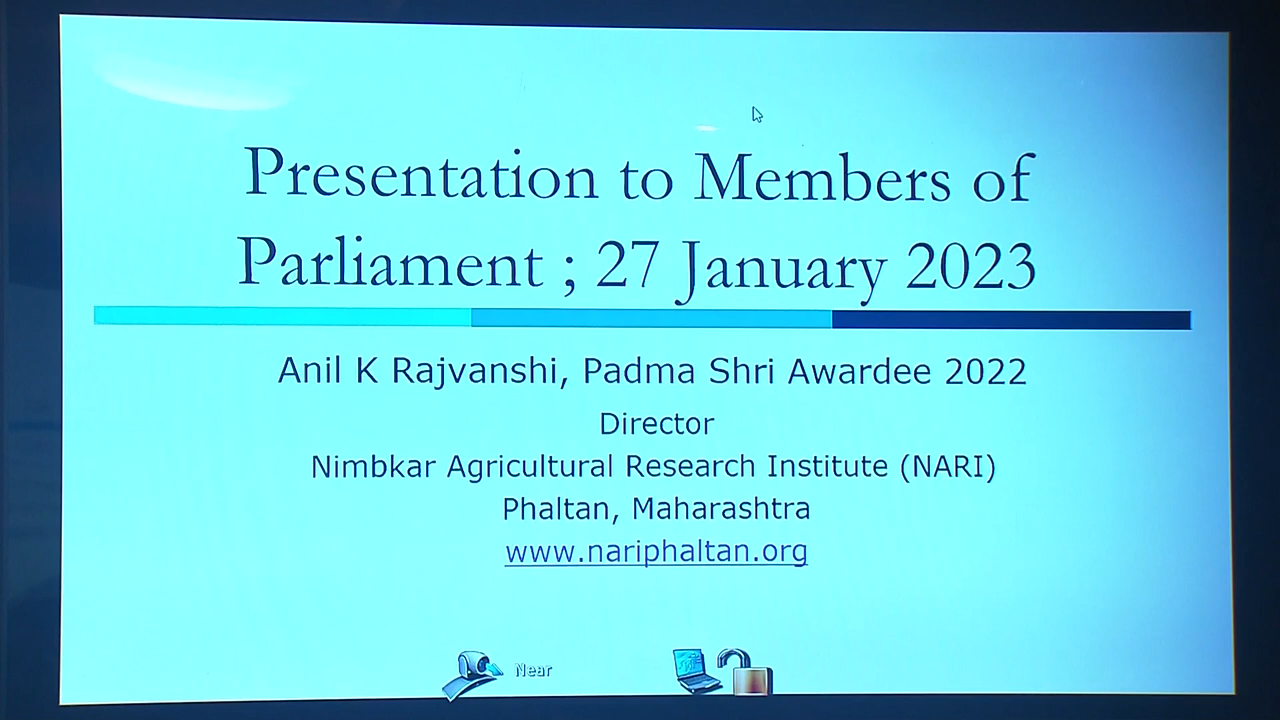 Presentation to Members of
Parliament ; 27 January 2023
Anil K Rajvanshi, Padma Shri Awardee 2022
Director
Nimbkar Agricultural Research Institute (NARI)
Phaltan, Maharashtra
www.nariphaltan.org
Near